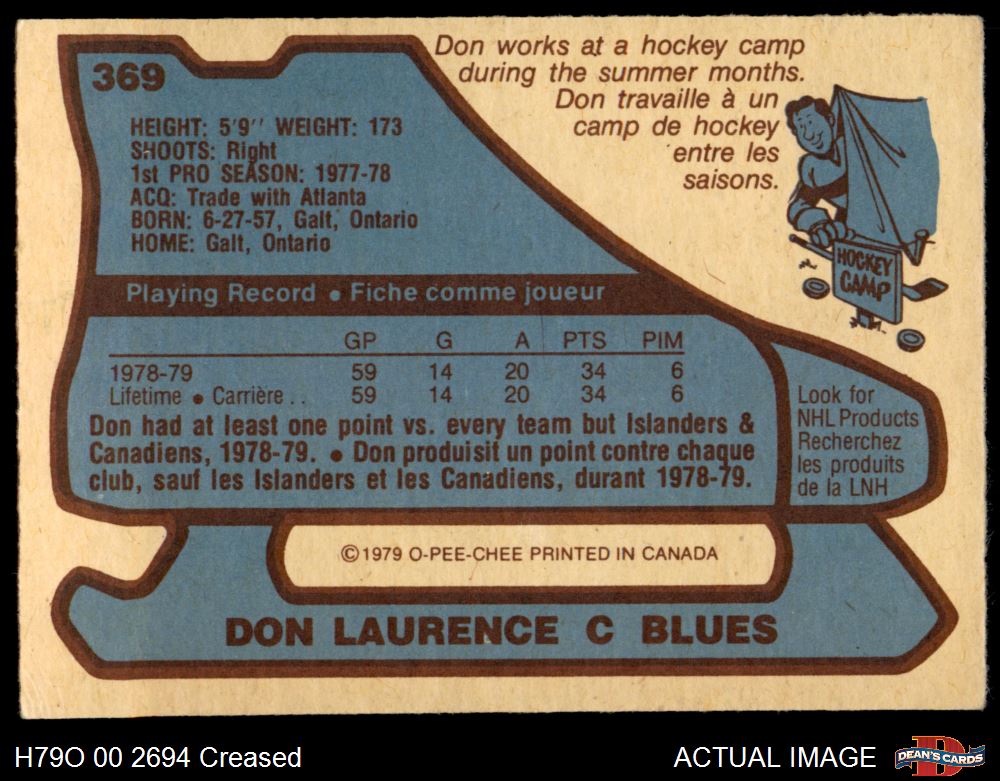 369
Don works at a hockey camp
during the summer months.
Don travaille à un
camp de hockey
entre les
saisons.
HOCKEY
CAMP
HEIGHT: 5'9'' WEIGHT: 173
SHOOTS: Right
1st PRO SEASON: 1977-78
ACQ: Trade with Atlanta
BORN: 6-27-57, Galt, Ontario
HOME: Galt, Ontario
Playing Record • Fiche comme joueur
GP G A PTS PIM
1978-79 59 14 20 34 6
Lifetime • Carrière .. 59 14 20 34 6
Don had at least one point vs. every team but Islanders &
Canadiens, 1978-79. • Don produisit un point contre chaque
club, sauf les Islanders et les Canadiens, durant 1978-79.
Look for
NHL Products
Recherchez
les produits
de la LNH
©1979 O-PEE-CHEE PRINTED IN CANADA
DON LAURENCE C BLUES
H79O 00 2694 Creased
ACTUAL IMAGE
D
DEAN'S CARDS